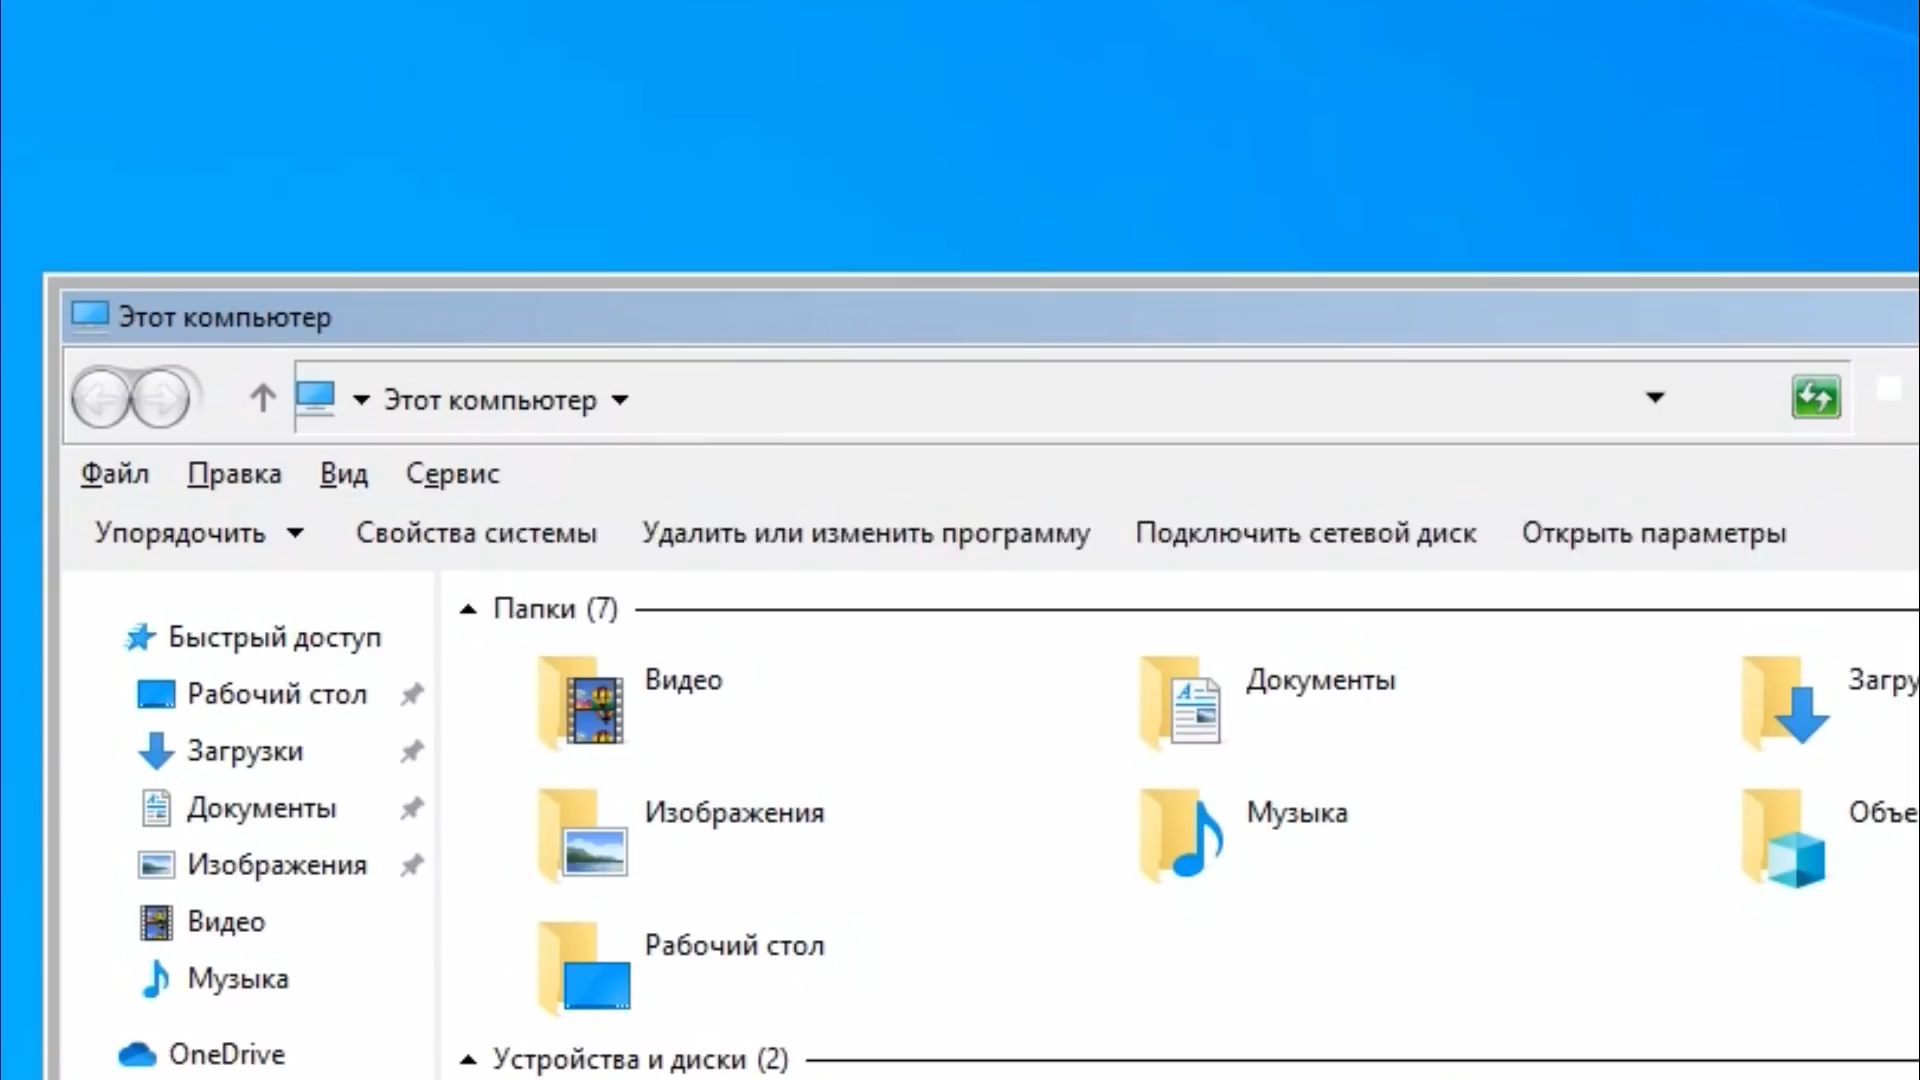 Этот компьютер
Этот компьютер
Файл Правка Вид Сервис
Упорядочить Свойства системы Удалить или изменить программу Подключить сетевой диск Открыть параметры
Быстрый доступ
Рабочий стол
Загрузки
Документы
Изображения
Видео
Музыка
OneDrive
Папки (7)
Видео Документы Загру
Изображения Музыка Объе
Рабочий стол
Устройства и диски (2)